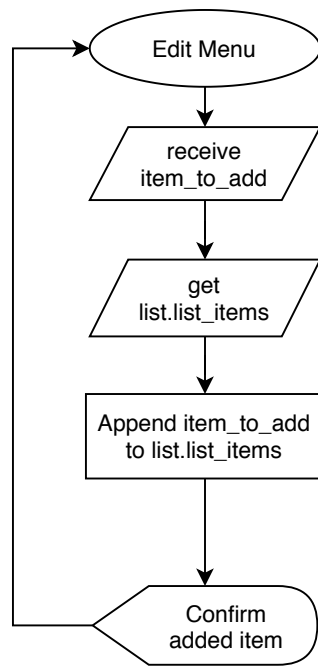 Edit Menu
receive
item_to_add
get
list.list_items
Append item_to_add
to list.list_items
Confirm
added item